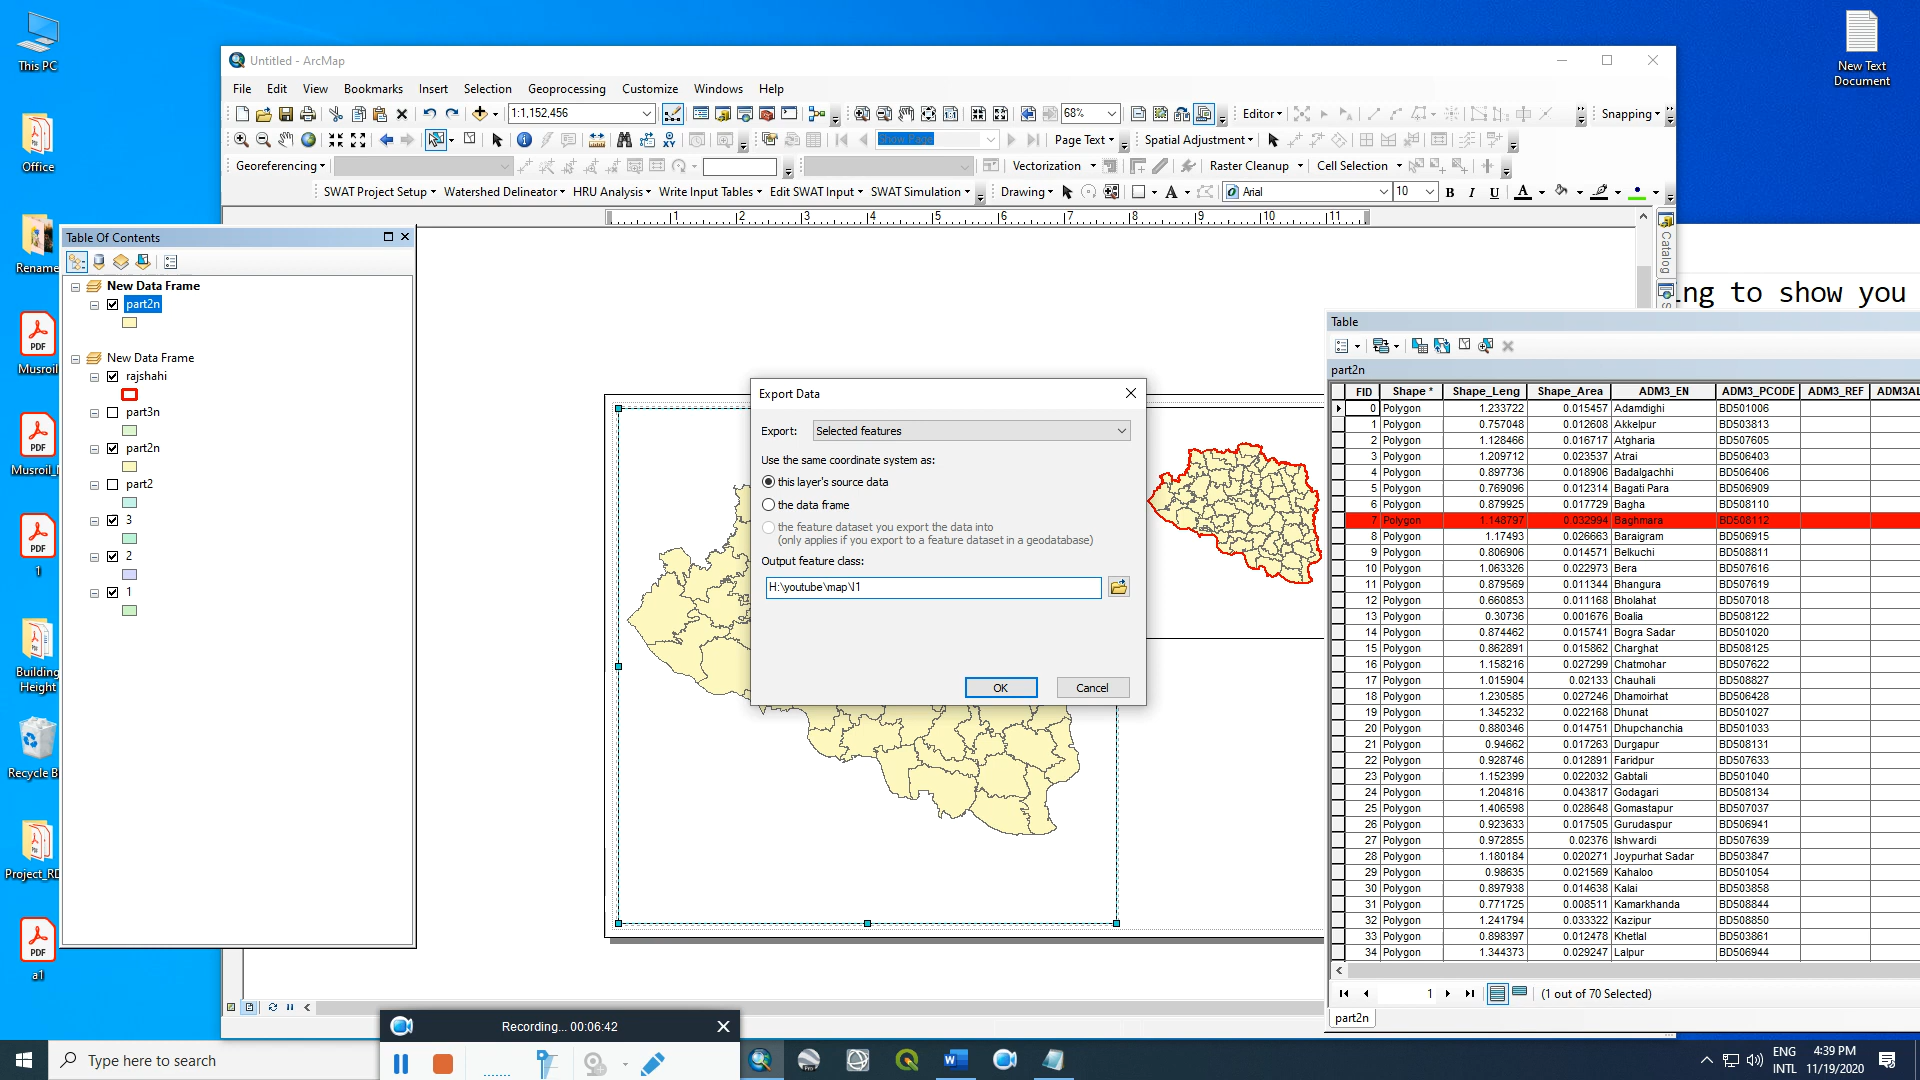 This PC
Office
Rename
PDF
Musroil
PDF
PDF
1
Building
Height
Project_RD
PDF
a1
New Text
Document
Untitled - ArcMap
File Edit View Bookmarks Insert Selection Geoprocessing Customize Windows Help
1:1,152,456
68%
Editor
Snapping
Show Page
Page Text
Spatial Adjustment
Georeferencing
Vectorization
Raster Cleanup
Cell Selection
SWAT Project Setup Watershed Delineator HRU Analysis Write Input Tables Edit SWAT Input SWAT Simulation
Drawing
Arial
10
B I U A
1 2 3 4 5 6 7 8 9 10 11
Catalog
Table Of Contents
New Data Frame
part2n
New Data Frame
rajshahi
part3n
part2n
part2
3
2
1
Export Data
Export: Selected features
Use the same coordinate system as:
this layer's source data
the data frame
the feature dataset you export the data into
(only applies if you export to a feature dataset in a geodatabase)
Output feature class:
H:\youtube\map\l1
OK Cancel
ng to show you
Table
part2n
FID Shape * Shape_Leng Shape_Area ADM3_EN ADM3_PCODE ADM3_REF ADM3AL
0 Polygon 1.233722 0.015457 Adamdighi BD501006
1 Polygon 0.757048 0.012608 Akkelpur BD503813
2 Polygon 1.128466 0.016717 Atgharia BD507605
3 Polygon 1.209712 0.023537 Atrai BD506403
4 Polygon 0.897736 0.018906 Badalgachhi BD506406
5 Polygon 0.769096 0.012314 Bagati Para BD506909
6 Polygon 0.879925 0.017729 Bagha BD508110
7 Polygon 1.148797 0.032994 Baghmara BD508112
8 Polygon 1.17493 0.026663 Baraigram BD506915
9 Polygon 0.806906 0.014571 Belkuchi BD508811
10 Polygon 1.063326 0.022973 Bera BD507616
11 Polygon 0.879569 0.011344 Bhangura BD507619
12 Polygon 0.660853 0.011168 Bholahat BD507018
13 Polygon 0.30736 0.001676 Boalia BD508122
14 Polygon 0.874462 0.015741 Bogra Sadar BD501020
15 Polygon 0.862891 0.015862 Charghat BD508125
16 Polygon 1.158216 0.027299 Chatmohar BD507622
17 Polygon 1.015904 0.02133 Chauhali BD508827
18 Polygon 1.230585 0.027246 Dhamoirhat BD506428
19 Polygon 1.345232 0.022168 Dhunat BD501027
20 Polygon 0.880346 0.014751 Dhupchanchia BD501033
21 Polygon 0.94662 0.017263 Durgapur BD508131
22 Polygon 0.928746 0.012891 Faridpur BD507633
23 Polygon 1.152399 0.022032 Gabtali BD501040
24 Polygon 1.204816 0.043817 Godagari BD508134
25 Polygon 1.406598 0.028648 Gomastapur BD507037
26 Polygon 0.923633 0.017505 Gurudaspur BD506941
27 Polygon 0.972855 0.02376 Ishwardi BD507639
28 Polygon 1.180184 0.020271 Joypurhat Sadar BD503847
29 Polygon 0.98635 0.021569 Kahaloo BD501054
30 Polygon 0.897938 0.014638 Kalai BD503858
31 Polygon 0.771725 0.008511 Kamarkhanda BD508844
32 Polygon 1.241794 0.033322 Kazipur BD508850
33 Polygon 0.898397 0.012478 Khetlal BD503861
34 Polygon 1.344373 0.029247 Lalpur BD506944
1
(1 out of 70 Selected)
part2n
Recording... 00:06:42
Type here to search
ENG
INTL
4:39 PM
11/19/2020